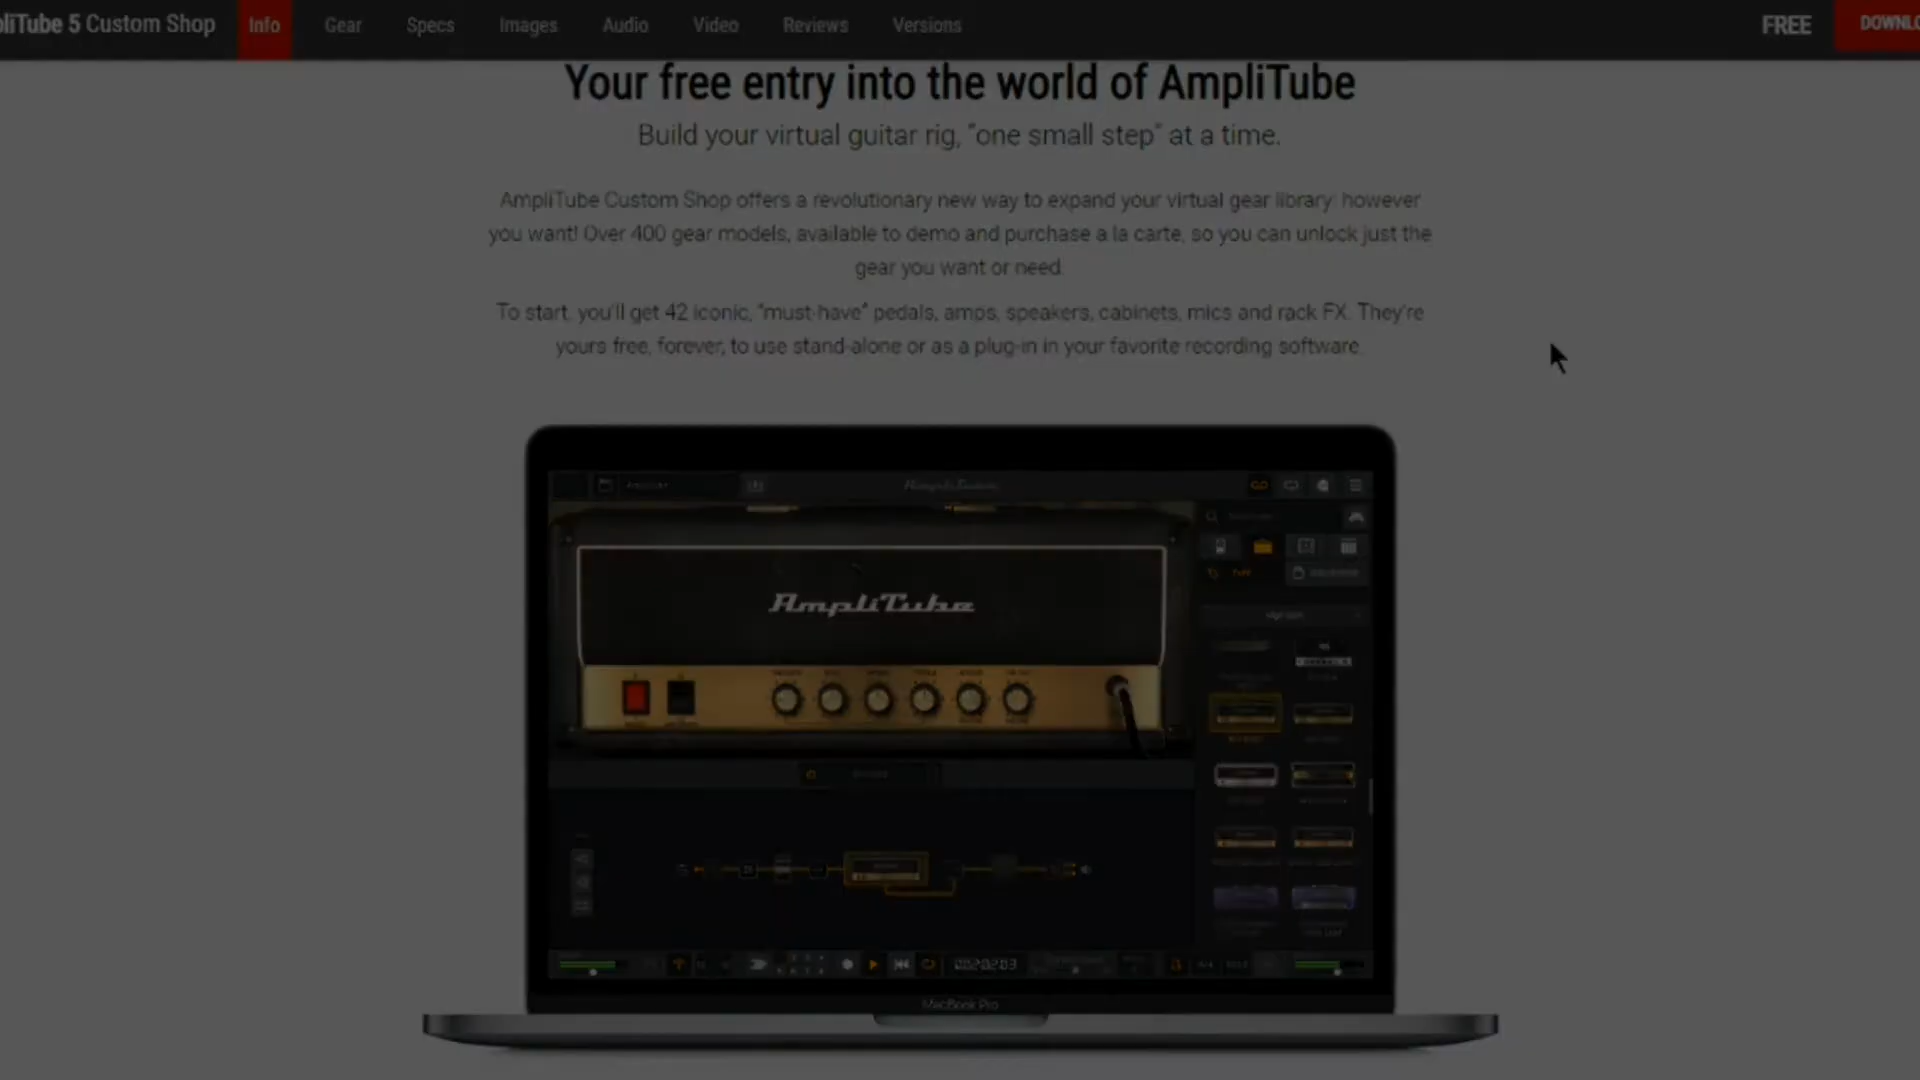 pliTube 5 Custom Shop Info Gear Specs Images Audio Video Reviews Versions FREE DOWNLO
Your free entry into the world of AmpliTube
Build your virtual guitar rig, "one small step" at a time.
AmpliTube Custom Shop offers a revolutionary new way to expand your virtual gear library: however
you want! Over 400 gear models, available to demo and purchase a la carte, so you can unlock just the
gear you want or need.
To start, you'll get 42 iconic, "must-have" pedals, amps, speakers, cabinets, mics and rack FX. They're
yours free, forever, to use stand-alone or as a plug-in in your favorite recording software.
AmpliTube
AmpliTube
MacBook Pro